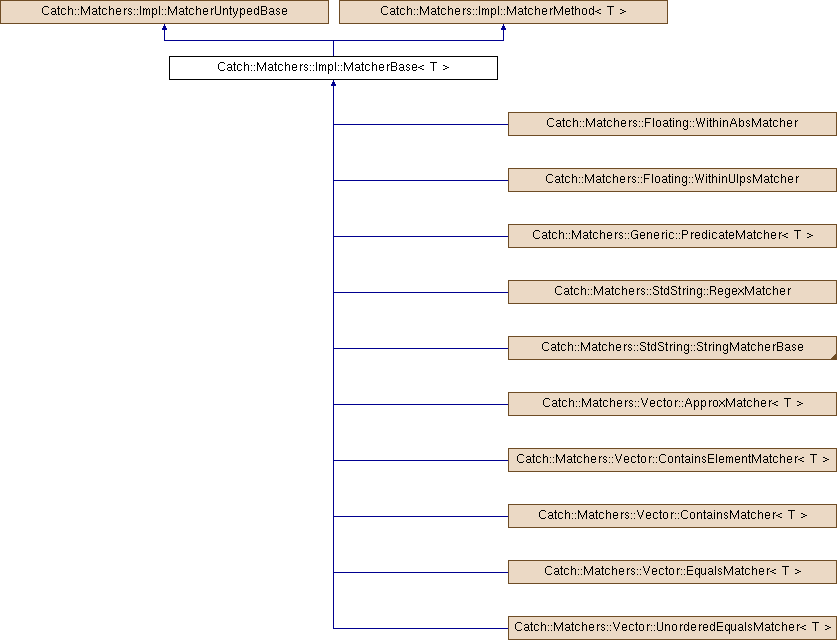 Catch::Matchers::Impl::MatcherUntypedBase
Catch::Matchers::Impl::MatcherMethod< T >
Catch::Matchers::Impl::MatcherBase< T >
Catch::Matchers::Floating::WithinAbsMatcher
Catch::Matchers::Floating::WithinUlpsMatcher
Catch::Matchers::Generic::PredicateMatcher< T >
Catch::Matchers::StdString::RegexMatcher
Catch::Matchers::StdString::StringMatcherBase
Catch::Matchers::Vector::ApproxMatcher< T >
Catch::Matchers::Vector::ContainsElementMatcher< T >
Catch::Matchers::Vector::ContainsMatcher< T >
Catch::Matchers::Vector::EqualsMatcher< T >
Catch::Matchers::Vector::UnorderedEqualsMatcher< T >